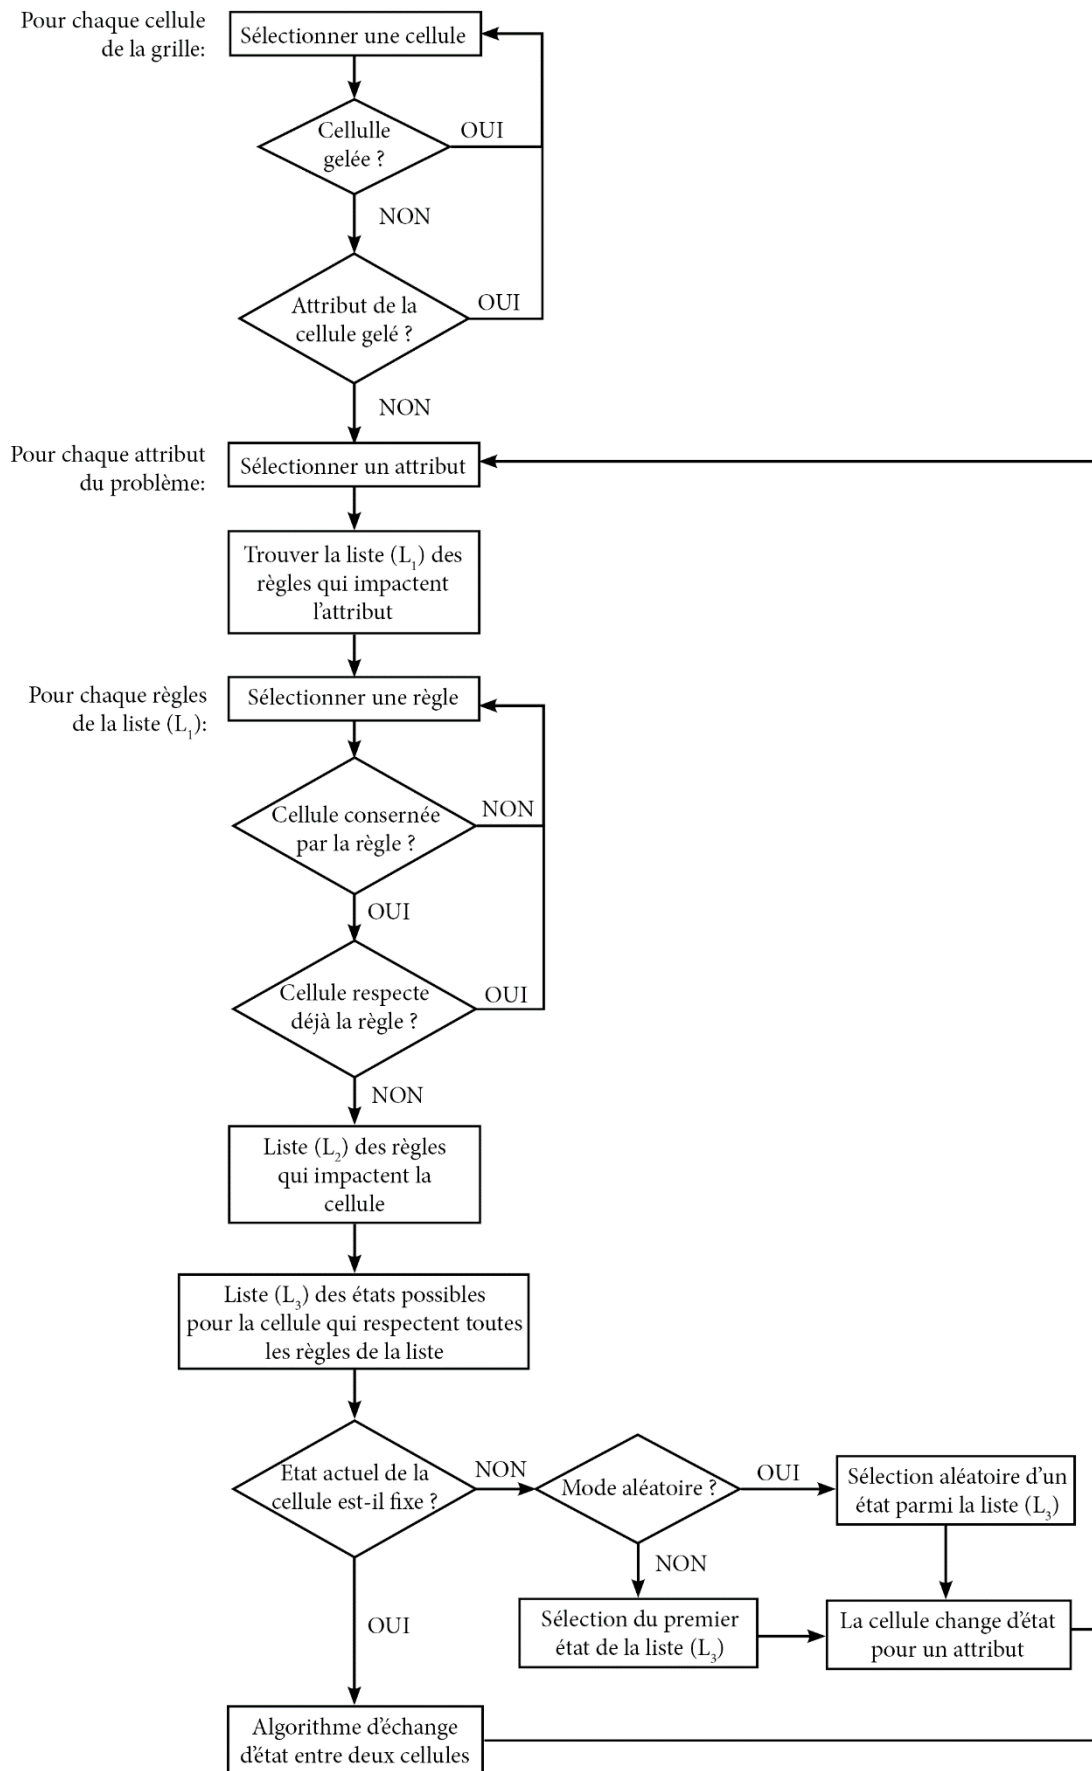 Pour chaque cellule
de la grille:
Sélectionner une cellule
Cellulle
gelée ?
OUI
NON
Attribut de la
cellule gelé ?
OUI
NON
Pour chaque attribut
du problème:
Sélectionner un attribut
Trouver la liste (L₁) des
règles qui impactent
l'attribut
Pour chaque règles
de la liste (L₁):
Sélectionner une règle
Cellule consernée
par la règle ?
NON
OUI
Cellule respecte
déjà la règle ?
OUI
NON
Liste (L₂) des règles
qui impactent la
cellule
Liste (L₃) des états possibles
pour la cellule qui respectent toutes
les règles de la liste
Etat actuel de la
cellule est-il fixe ?
NON
Mode aléatoire ?
OUI
Sélection aléatoire d'un
état parmi la liste (L₃)
NON
OUI
Sélection du premier
état de la liste (L₃)
La cellule change d'état
pour un attribut
Algorithme d'échange
d'état entre deux cellules